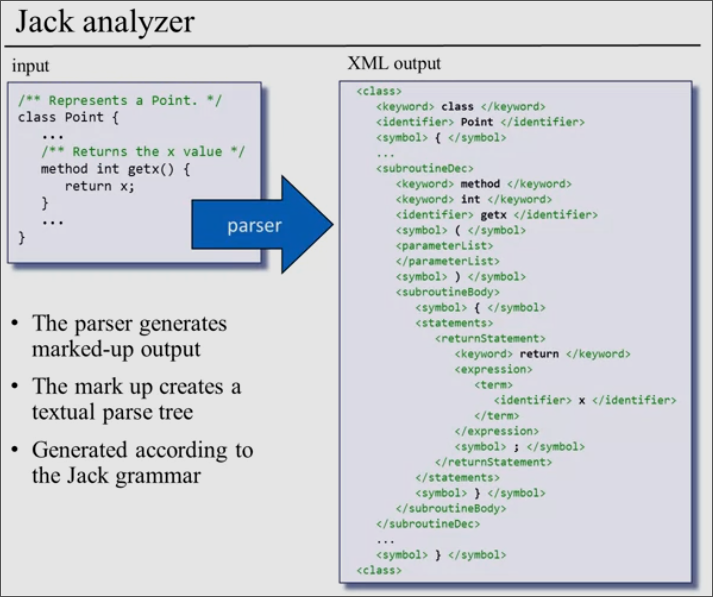 Jack analyzer
input
/** Represents a Point. */
class Point {
...
/** Returns the x value */
method int getx() {
return x;
}
...
}
parser
• The parser generates
marked-up output
• The mark up creates a
textual parse tree
• Generated according to
the Jack grammar
XML output
<class>
<keyword> class </keyword>
<identifier> Point </identifier>
<symbol> { </symbol>
...
<subroutineDec>
<keyword> method </keyword>
<keyword> int </keyword>
<identifier> getx </identifier>
<symbol> ( </symbol>
<parameterList>
</parameterList>
<symbol> ) </symbol>
<subroutineBody>
<symbol> { </symbol>
<statements>
<returnStatement>
<keyword> return </keyword>
<expression>
<term>
<identifier> x </identifier>
</term>
</expression>
<symbol> ; </symbol>
</returnStatement>
</statements>
<symbol> } </symbol>
</subroutineBody>
</subroutineDec>
...
<symbol> } </symbol>
<class>